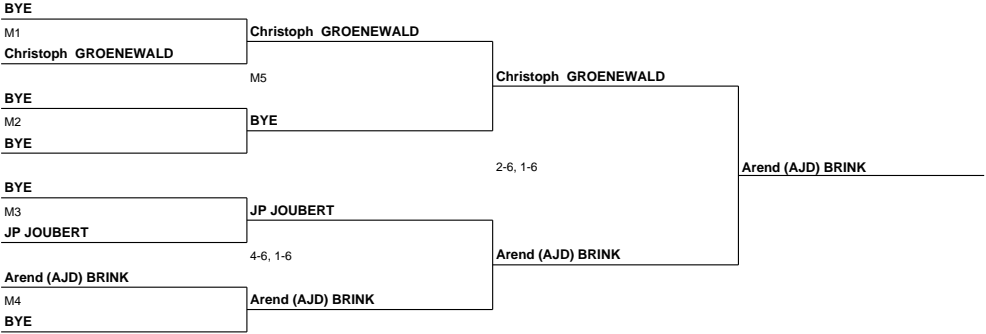 BYE
M1
Christoph GROENEWALD
BYE
M2
BYE
BYE
M3
JP JOUBERT
Arend (AJD) BRINK
M4
BYE
Christoph GROENEWALD
M5
BYE
JP JOUBERT
4-6, 1-6
Arend (AJD) BRINK
Christoph GROENEWALD
2-6, 1-6
Arend (AJD) BRINK
Arend (AJD) BRINK